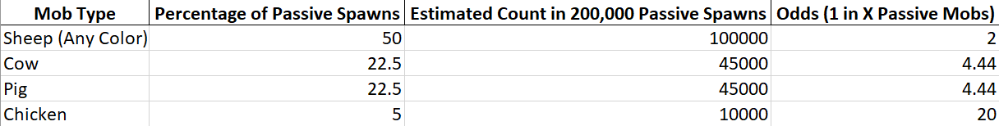 Mob Type Percentage of Passive Spawns Estimated Count in 200,000 Passive Spawns Odds (1 in X Passive Mobs)
Sheep (Any Color) 50 100000 2
Cow 22.5 45000 4.44
Pig 22.5 45000 4.44
Chicken 5 10000 20